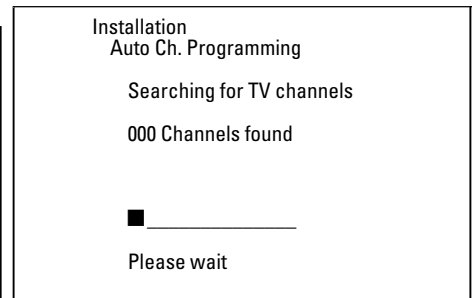 Installation
Auto Ch. Programming
Searching for TV channels
000 Channels found
Please wait